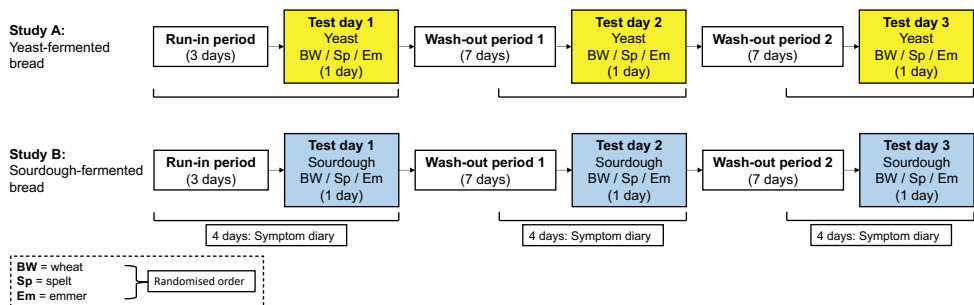 Study A:
Yeast-fermented
bread
Run-in period
(3 days)
Test day 1
Yeast
BW / Sp / Em
(1 day)
Wash-out period 1
(7 days)
Test day 2
Yeast
BW / Sp / Em
(1 day)
Wash-out period 2
(7 days)
Test day 3
Yeast
BW / Sp / Em
(1 day)
Study B:
Sourdough-fermented
bread
Run-in period
(3 days)
Test day 1
Sourdough
BW / Sp / Em
(1 day)
Wash-out period 1
(7 days)
Test day 2
Sourdough
BW / Sp / Em
(1 day)
Wash-out period 2
(7 days)
Test day 3
Sourdough
BW / Sp / Em
(1 day)
4 days: Symptom diary
4 days: Symptom diary
4 days: Symptom diary
BW = wheat
Sp = spelt
Em = emmer
Randomised order